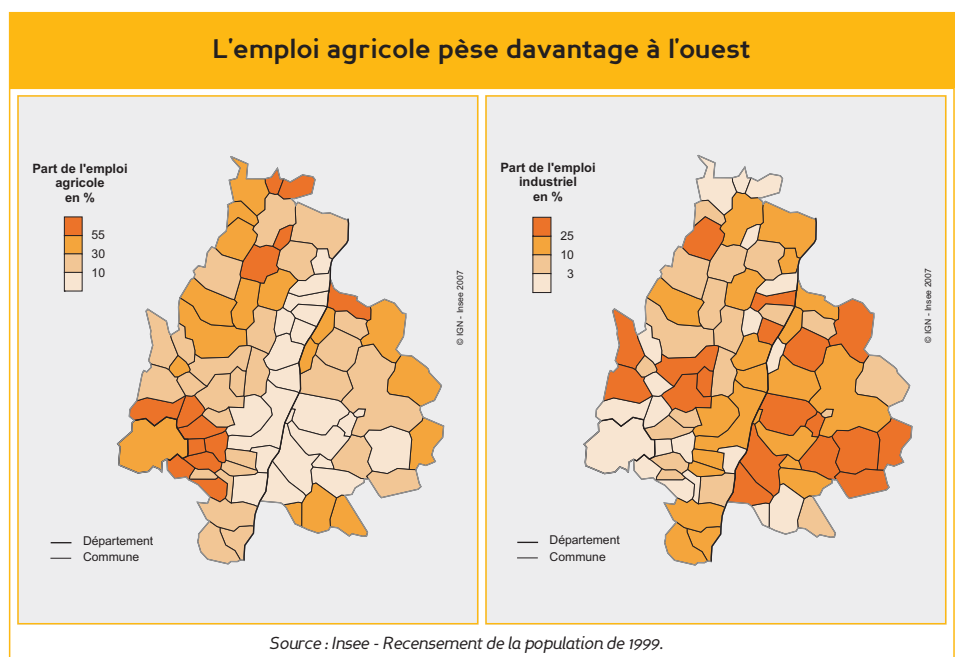 L'emploi agricole pèse davantage à l'ouest
Part de l'emploi
agricole
en %
55
30
10
© IGN - Insee 2007
Département
Commune
Part de l'emploi
industriel
en %
25
10
3
© IGN - Insee 2007
Département
Commune
Source : Insee - Recensement de la population de 1999.